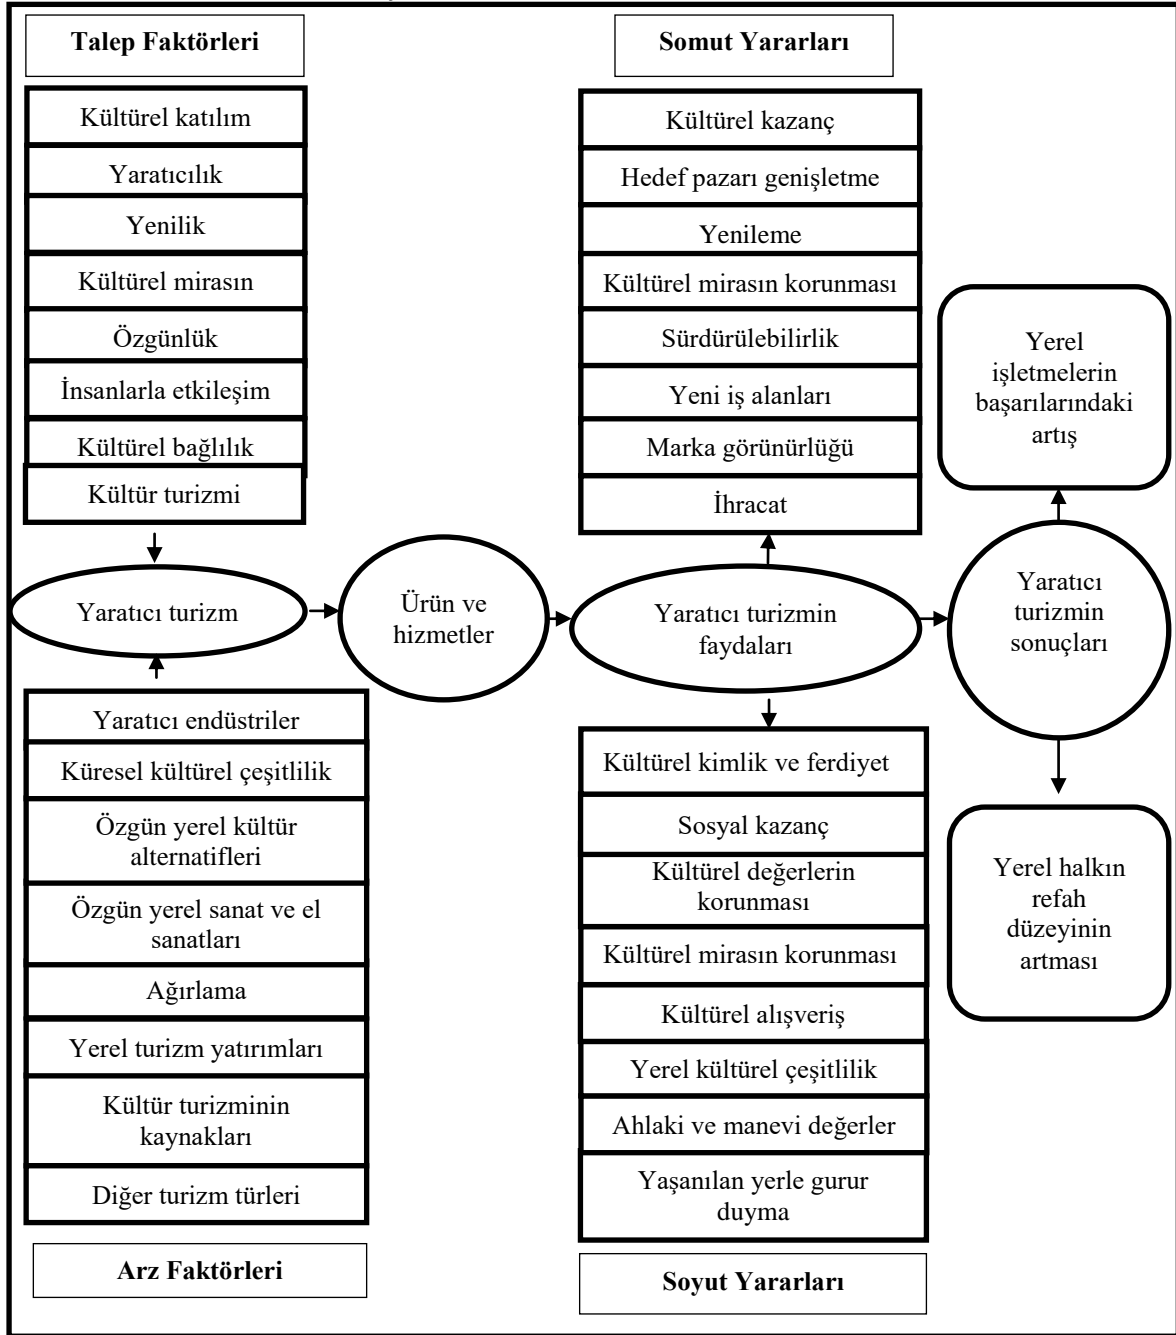 Talep Faktörleri
Kültürel katılım
Yaratıcılık
Yenilik
Kültürel mirasın
Özgünlük
İnsanlarla etkileşim
Kültürel bağlılık
Kültür turizmi
Yaratıcı turizm
Yaratıcı endüstriler
Küresel kültürel çeşitlilik
Özgün yerel kültür
alternatifleri
Özgün yerel sanat ve el
sanatları
Ağırlama
Yerel turizm yatırımları
Kültür turizminin
kaynakları
Diğer turizm türleri
Arz Faktörleri
Ürün ve
hizmetler
Somut Yararları
Kültürel kazanç
Hedef pazarı genişletme
Yenileme
Kültürel mirasın korunması
Sürdürülebilirlik
Yeni iş alanları
Marka görünürlüğü
İhracat
Yaratıcı turizmin
faydaları
Kültürel kimlik ve ferdiyet
Sosyal kazanç
Kültürel değerlerin
korunması
Kültürel mirasın korunması
Kültürel alışveriş
Yerel kültürel çeşitlilik
Ahlaki ve manevi değerler
Yaşanılan yerle gurur
duyma
Soyut Yararları
Yerel
işletmelerin
başarılarındaki
artış
Yaratıcı
turizmin
sonuçları
Yerel halkın
refah
düzeyinin
artması